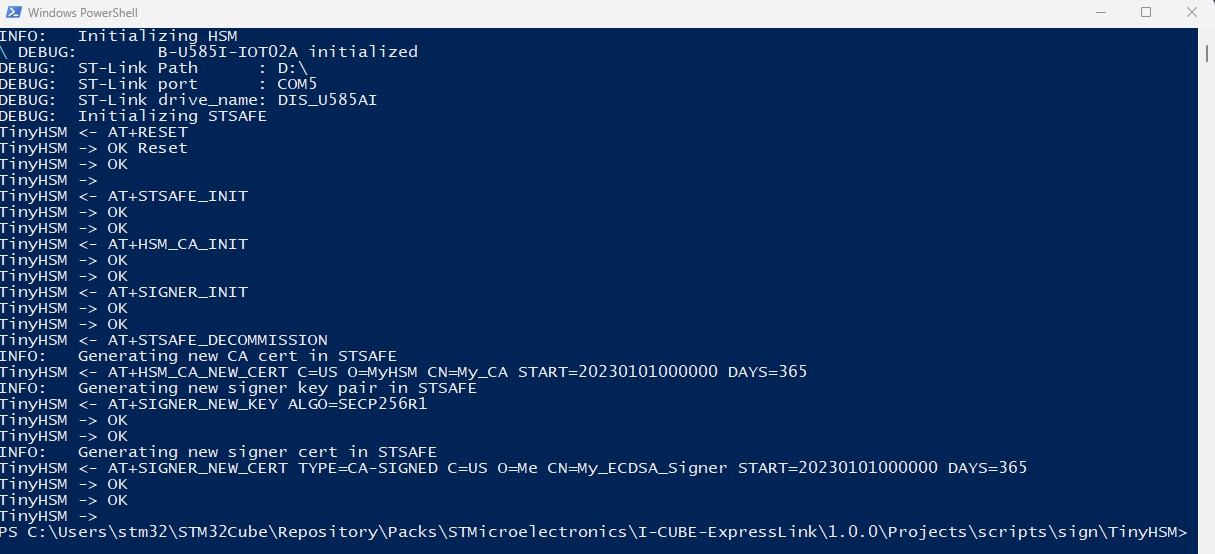 Windows PowerShell
INFO:   Initializing HSM
\ DEBUG:        B-U585I-IOT02A initialized
DEBUG:  ST-Link Path      : D:\
DEBUG:  ST-Link port      : COM5
DEBUG:  ST-Link drive_name: DIS_U585AI
DEBUG:  Initializing STSAFE
TinyHSM <- AT+RESET
TinyHSM -> OK Reset
TinyHSM -> OK
TinyHSM ->
TinyHSM <- AT+STSAFE_INIT
TinyHSM -> OK
TinyHSM -> OK
TinyHSM <- AT+HSM_CA_INIT
TinyHSM -> OK
TinyHSM -> OK
TinyHSM <- AT+SIGNER_INIT
TinyHSM -> OK
TinyHSM -> OK
TinyHSM <- AT+STSAFE_DECOMMISSION
INFO:   Generating new CA cert in STSAFE
TinyHSM <- AT+HSM_CA_NEW_CERT C=US O=MyHSM CN=My_CA START=20230101000000 DAYS=365
INFO:   Generating new signer key pair in STSAFE
TinyHSM <- AT+SIGNER_NEW_KEY ALGO=SECP256R1
TinyHSM -> OK
TinyHSM -> OK
INFO:   Generating new signer cert in STSAFE
TinyHSM <- AT+SIGNER_NEW_CERT TYPE=CA-SIGNED C=US O=Me CN=My_ECDSA_Signer START=20230101000000 DAYS=365
TinyHSM -> OK
TinyHSM -> OK
TinyHSM ->
PS C:\Users\stm32\STM32Cube\Repository\Packs\STMicroelectronics\I-CUBE-ExpressLink\1.0.0\Projects\scripts\sign\TinyHSM>